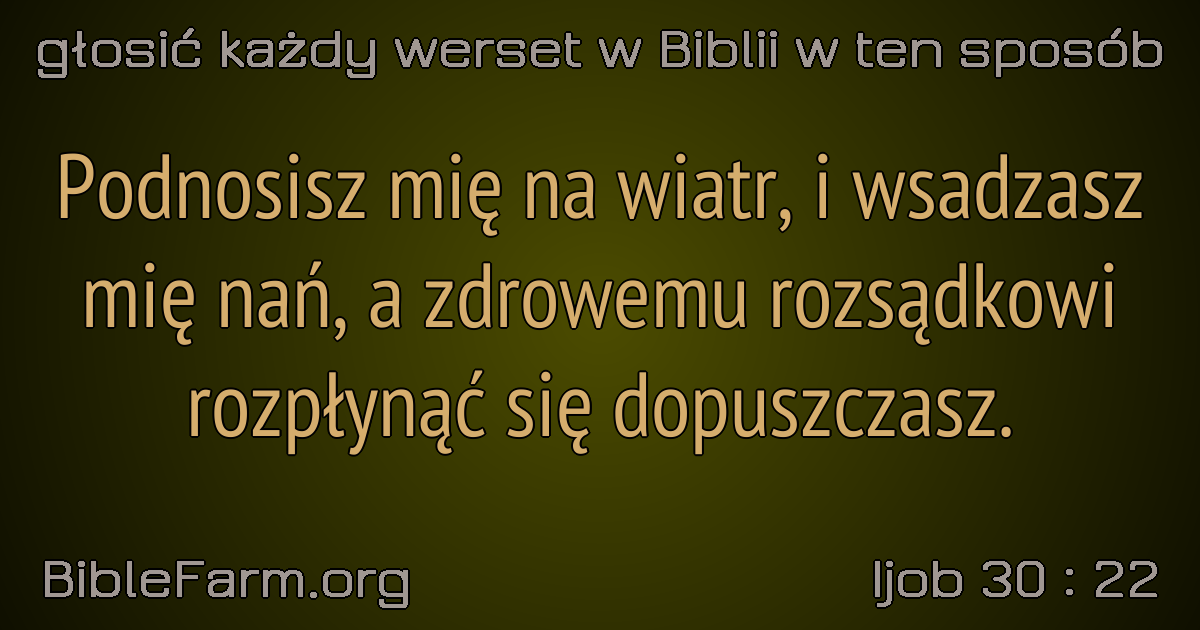 głosić każdy werset w Biblii w ten sposób
Podnosisz mię na wiatr, i wsadzasz
mię nań, a zdrowemu rozsądkowi
rozpłynąć się dopuszczasz.
BibleFarm.org
Ijob 30 : 22